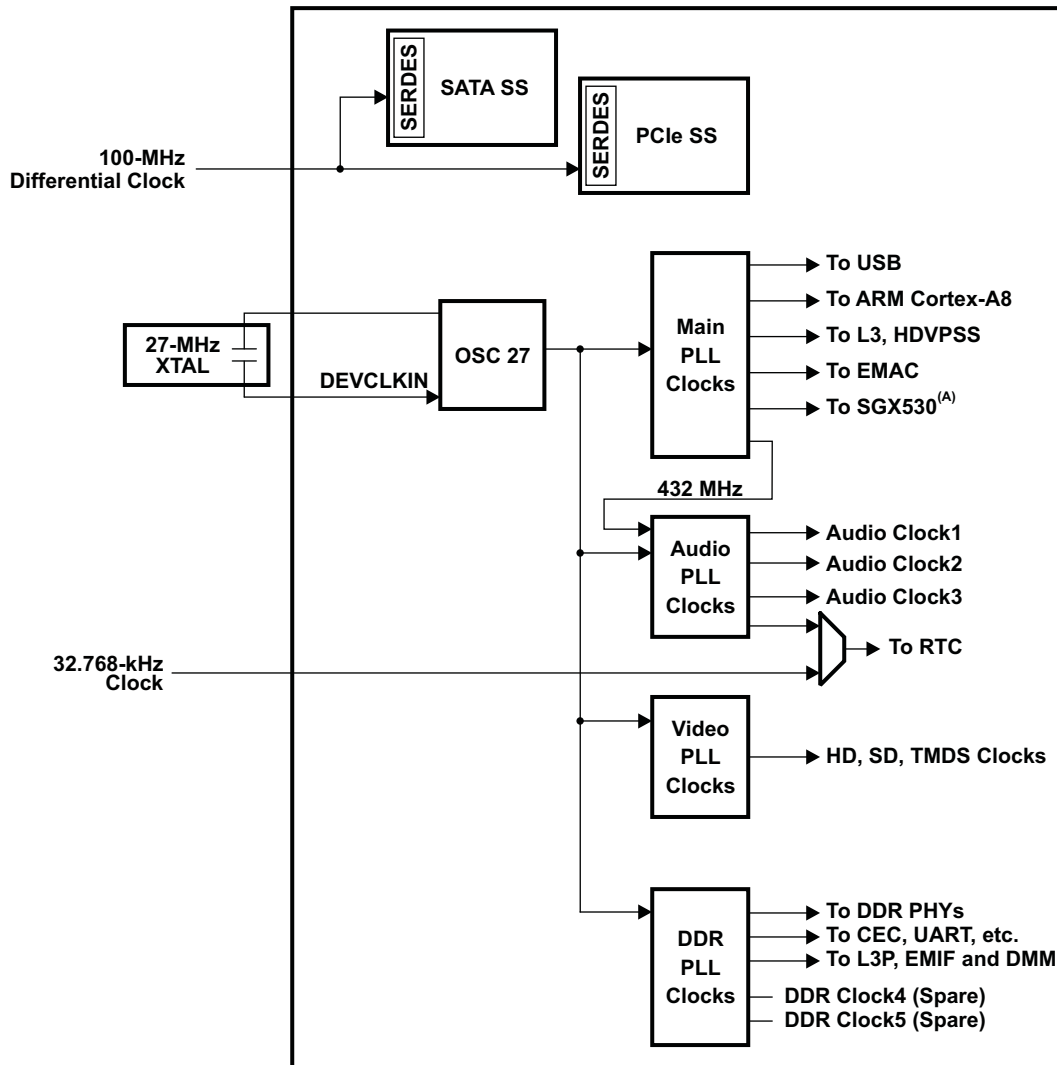 SERDES
SATA SS
SERDES
PCIe SS
100-MHz
Differential Clock
27-MHz
XTAL
DEVCLKIN
OSC 27
Main
PLL
Clocks
To USB
To ARM Cortex-A8
To L3, HDVPSS
To EMAC
To SGX530(A)
432 MHz
Audio
PLL
Clocks
Audio Clock1
Audio Clock2
Audio Clock3
To RTC
32.768-kHz
Clock
Video
PLL
Clocks
HD, SD, TMDS Clocks
DDR
PLL
Clocks
To DDR PHYs
To CEC, UART, etc.
To L3P, EMIF and DMM
DDR Clock4 (Spare)
DDR Clock5 (Spare)